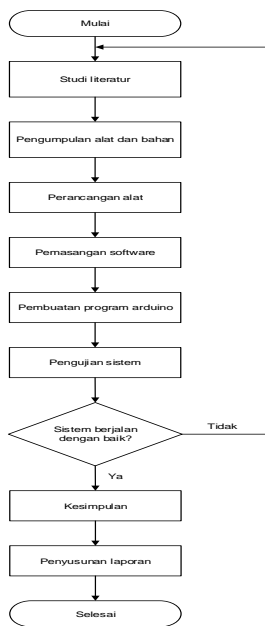 Mulai
Studi literatur
Pengumpulan alat dan bahan
Perancangan alat
Pemasangan software
Pembuatan program arduino
Pengujian sistem
Sistem berjalan
dengan baik?
Tidak
Ya
Kesimpulan
Penyusunan laporan
Selesai